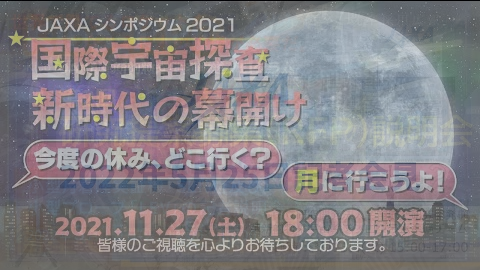 JAXA シンポジウム 2021
国際宇宙探査
新時代の幕開け
今度の休み、どこ行く?
月に行こうよ!
2021.11.27(土) 18:00 開演
皆様のご視聴を心よりお待ちしております。